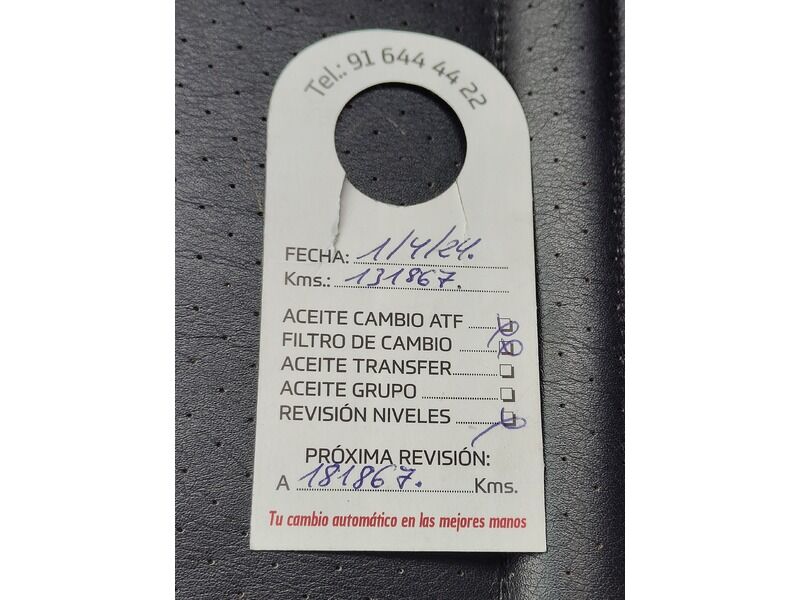 Tel.: 91 644 44 22
FECHA: 1/4/24.
Kms.: 131867.
ACEITE CAMBIO ATF
FILTRO DE CAMBIO
ACEITE TRANSFER
ACEITE GRUPO
REVISIÓN NIVELES
PRÓXIMA REVISIÓN:
A 181867. Kms.
Tu cambio automático en las mejores manos